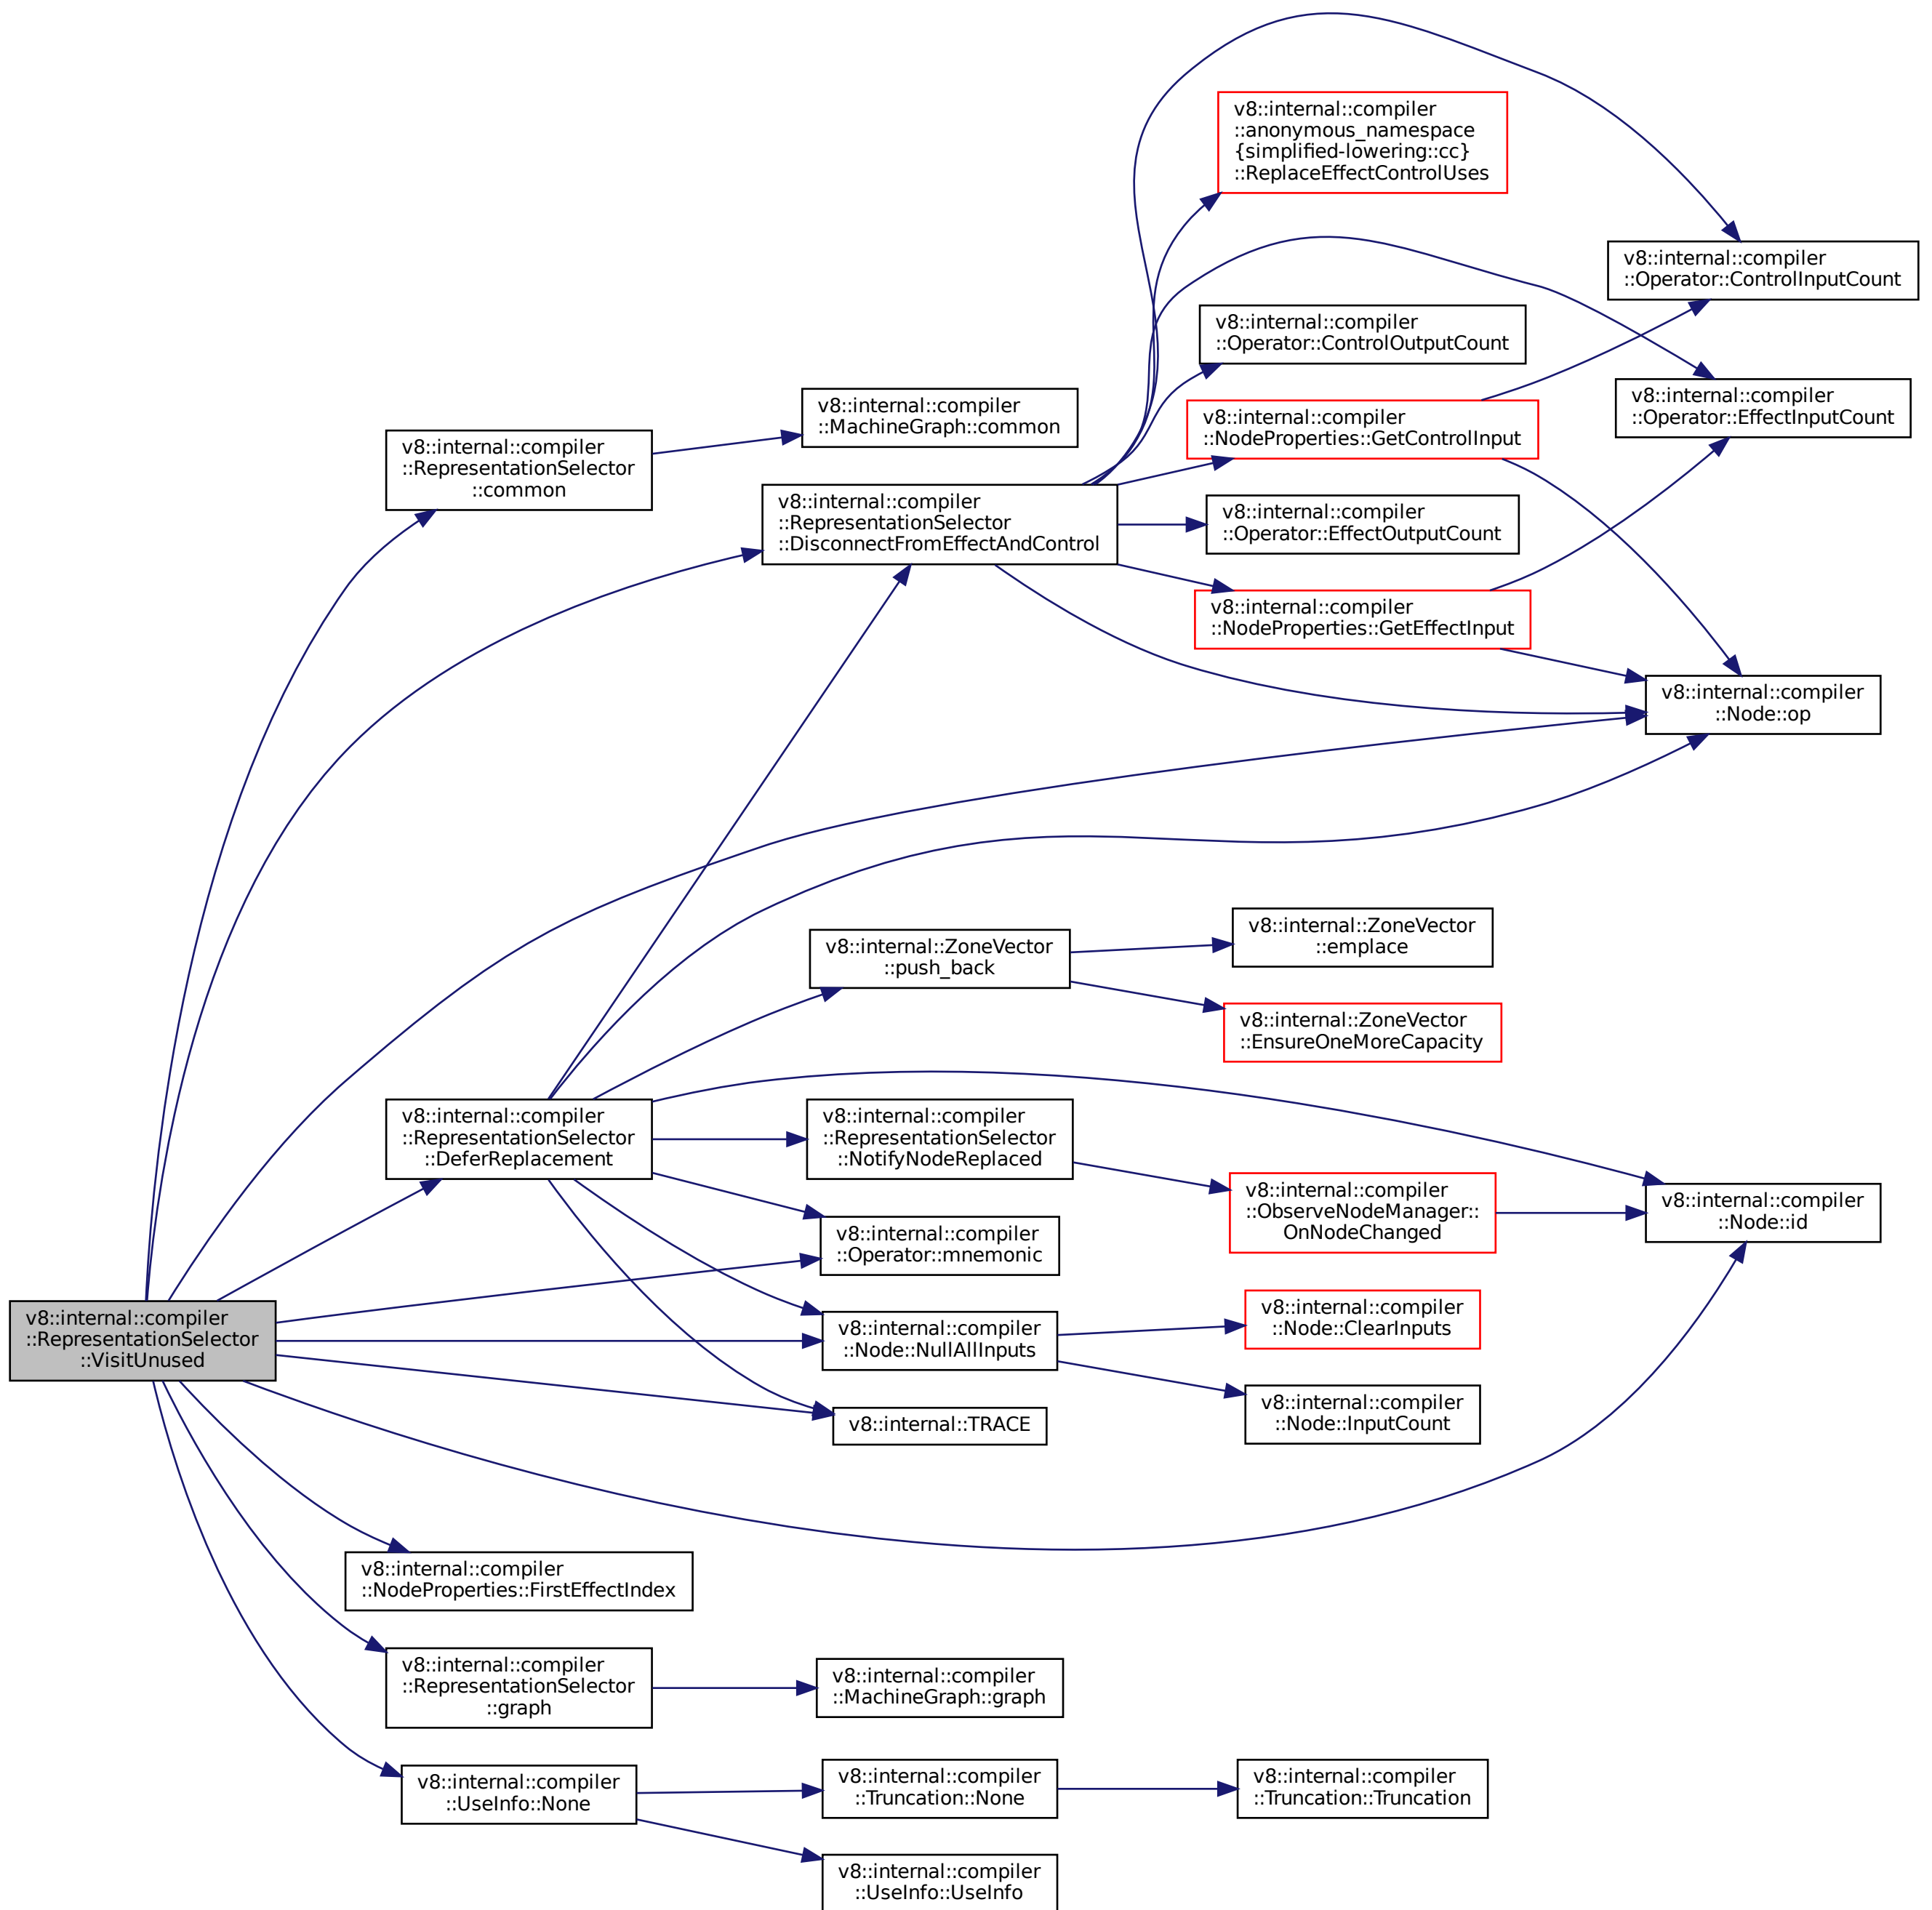 v8::internal::compiler
::RepresentationSelector
::VisitUnused
v8::internal::compiler
::RepresentationSelector
::common
v8::internal::compiler
::MachineGraph::common
v8::internal::compiler
::RepresentationSelector
::DisconnectFromEffectAndControl
v8::internal::compiler
::anonymous_namespace
{simplified-lowering::cc}
::ReplaceEffectControlUses
v8::internal::compiler
::Operator::ControlInputCount
v8::internal::compiler
::Operator::ControlOutputCount
v8::internal::compiler
::Operator::EffectInputCount
v8::internal::compiler
::NodeProperties::GetControlInput
v8::internal::compiler
::Operator::EffectOutputCount
v8::internal::compiler
::NodeProperties::GetEffectInput
v8::internal::compiler
::Node::op
v8::internal::compiler
::RepresentationSelector
::DeferReplacement
v8::internal::ZoneVector
::push_back
v8::internal::ZoneVector
::emplace
v8::internal::ZoneVector
::EnsureOneMoreCapacity
v8::internal::compiler
::RepresentationSelector
::NotifyNodeReplaced
v8::internal::compiler
::ObserveNodeManager::
OnNodeChanged
v8::internal::compiler
::Node::id
v8::internal::compiler
::Operator::mnemonic
v8::internal::compiler
::Node::NullAllInputs
v8::internal::compiler
::Node::ClearInputs
v8::internal::compiler
::Node::InputCount
v8::internal::TRACE
v8::internal::compiler
::NodeProperties::FirstEffectIndex
v8::internal::compiler
::RepresentationSelector
::graph
v8::internal::compiler
::MachineGraph::graph
v8::internal::compiler
::UseInfo::None
v8::internal::compiler
::Truncation::None
v8::internal::compiler
::Truncation::Truncation
v8::internal::compiler
::UseInfo::UseInfo